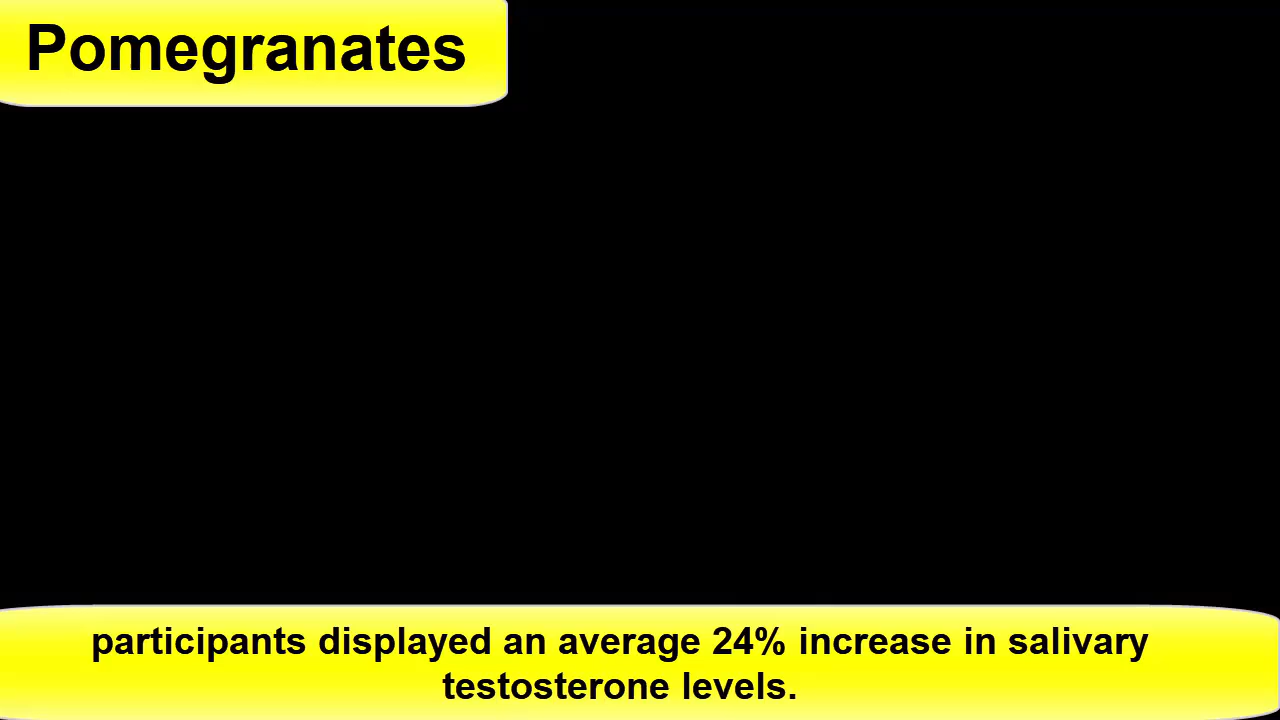 Pomegranates
participants displayed an average 24% increase in salivary
testosterone levels.